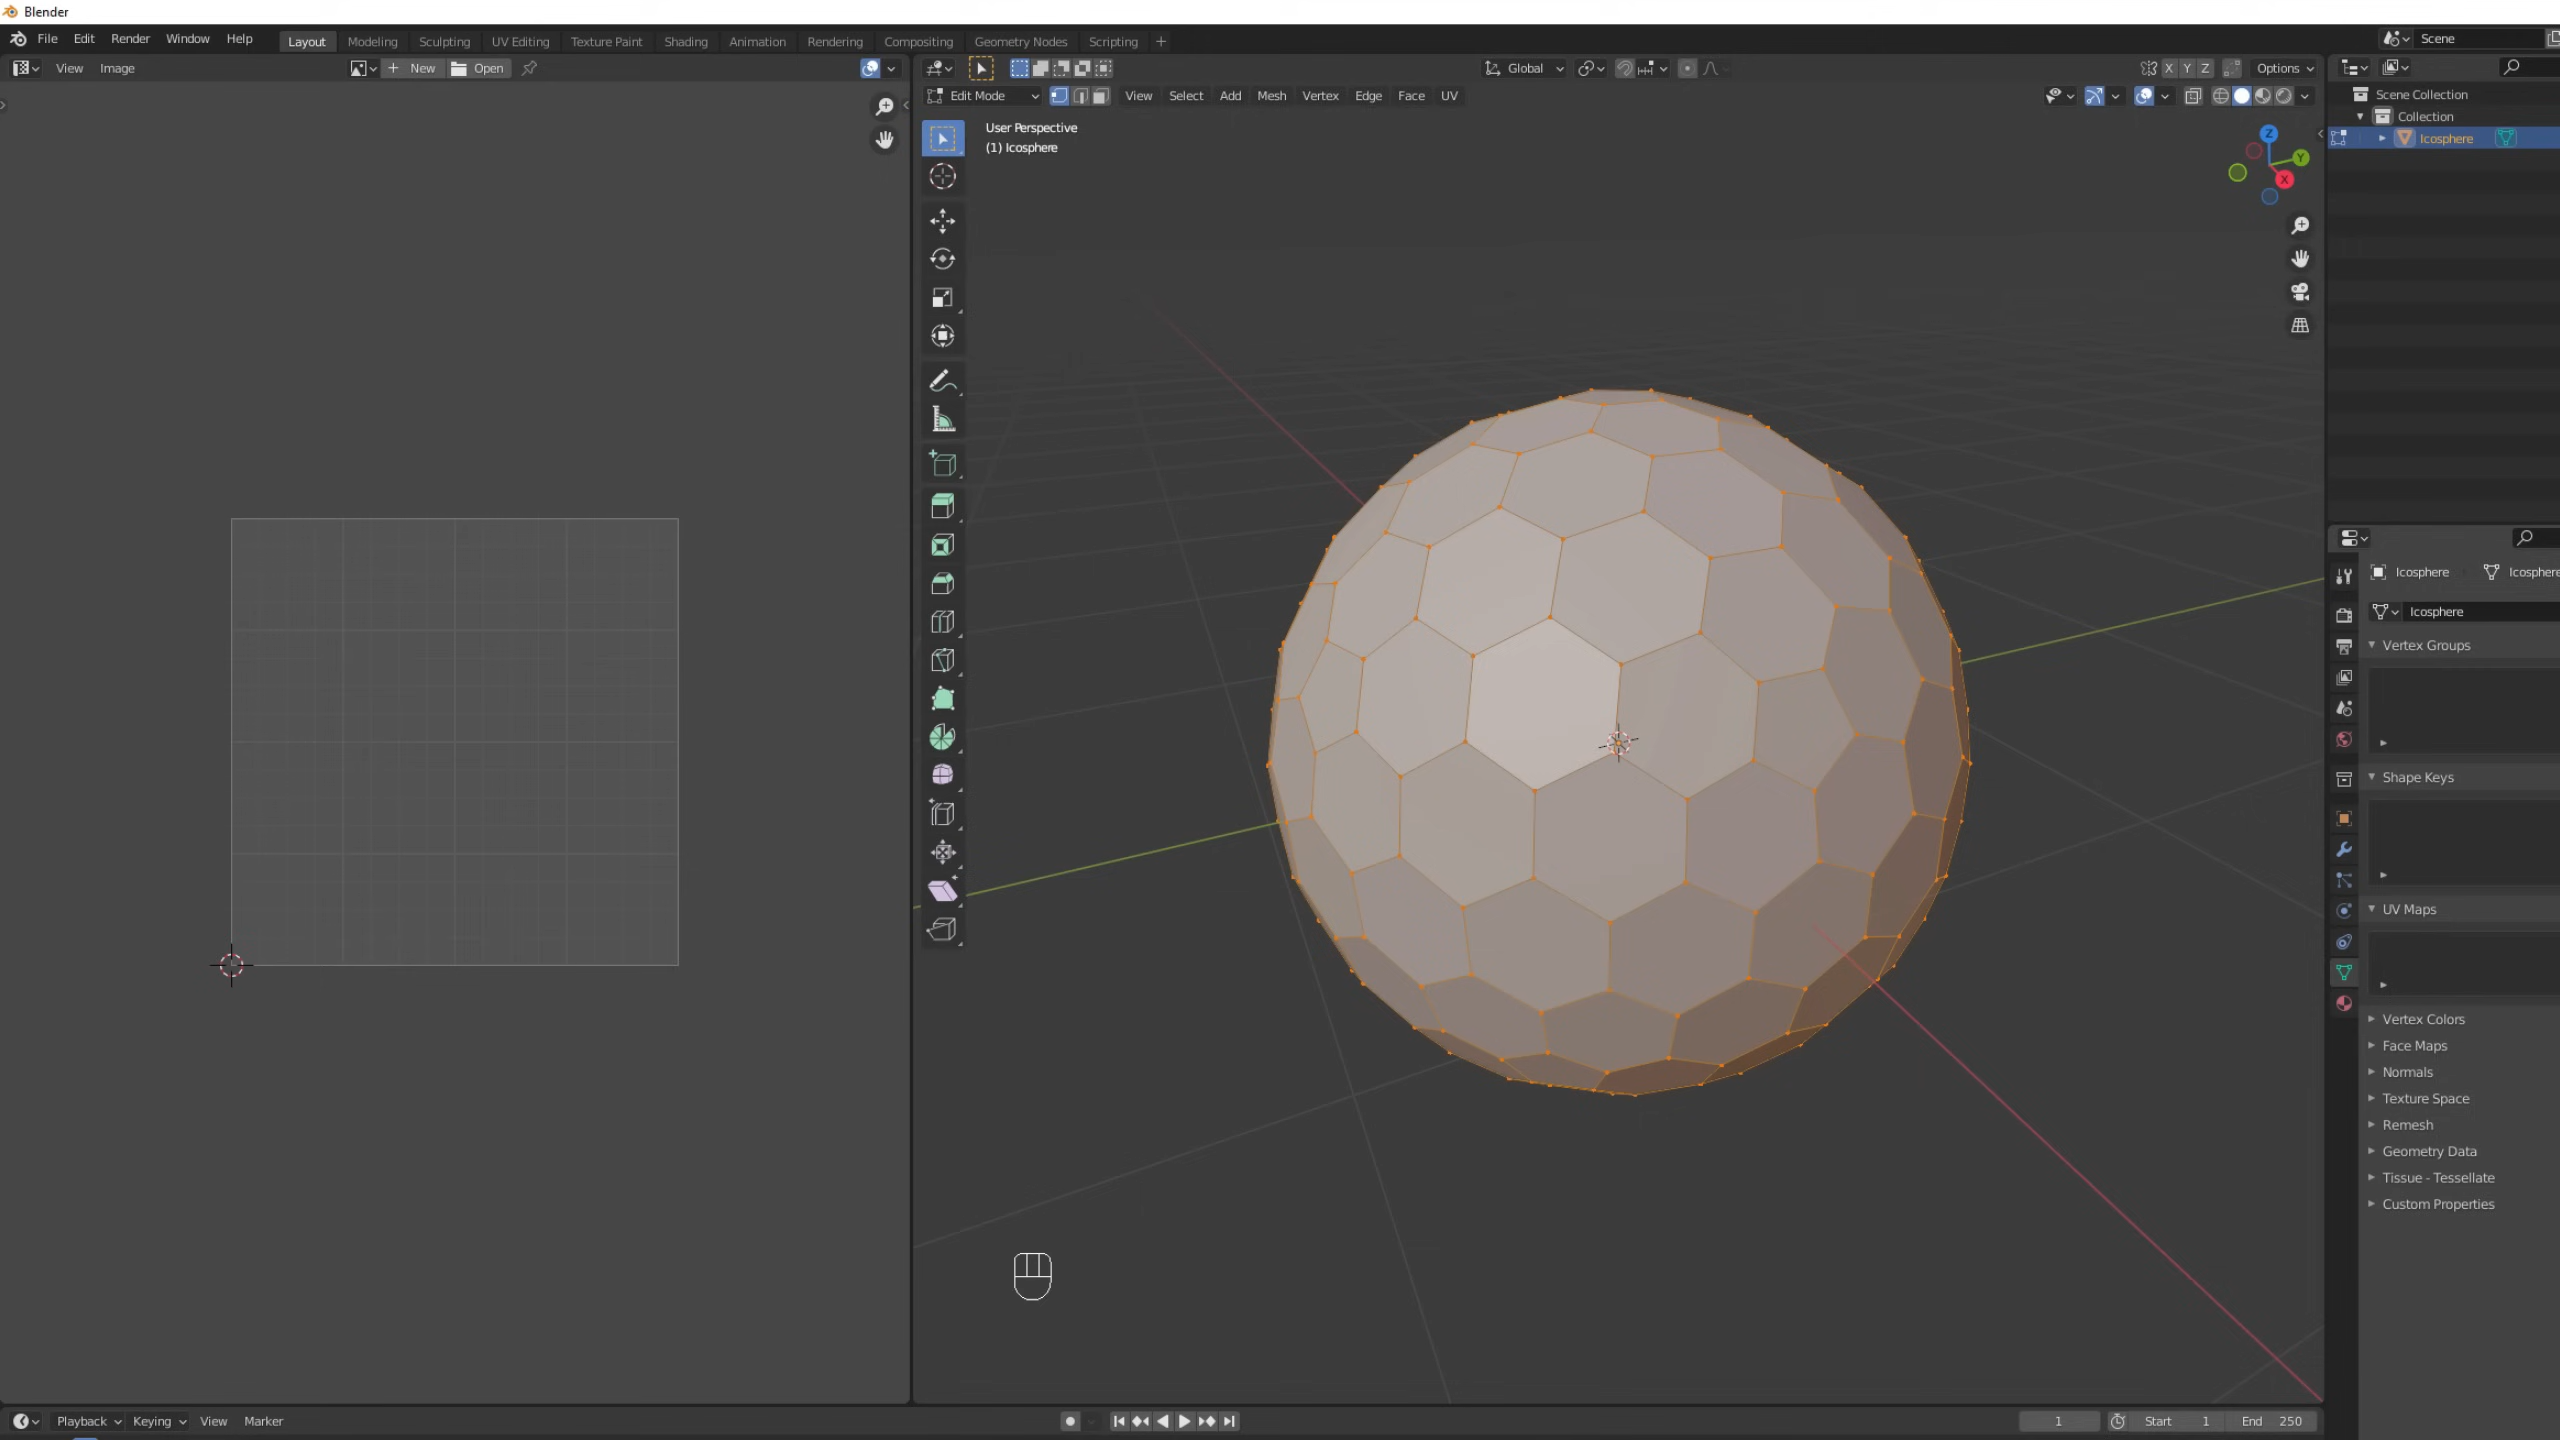 Blender
File Edit Render Window Help Layout Modeling Sculpting UV Editing Texture Paint Shading Animation Rendering Compositing Geometry Nodes Scripting + Scene
View Image + New Open Global X Y Z Options
Edit Mode View Select Add Mesh Vertex Edge Face UV
Scene Collection
Collection
Icosphere
User Perspective
(1) Icosphere
Z
Y
X
Icosphere Icosphere
Icosphere
Vertex Groups
Shape Keys
UV Maps
Vertex Colors
Face Maps
Normals
Texture Space
Remesh
Geometry Data
Tissue - Tessellate
Custom Properties
Playback Keying View Marker 1 Start 1 End 250